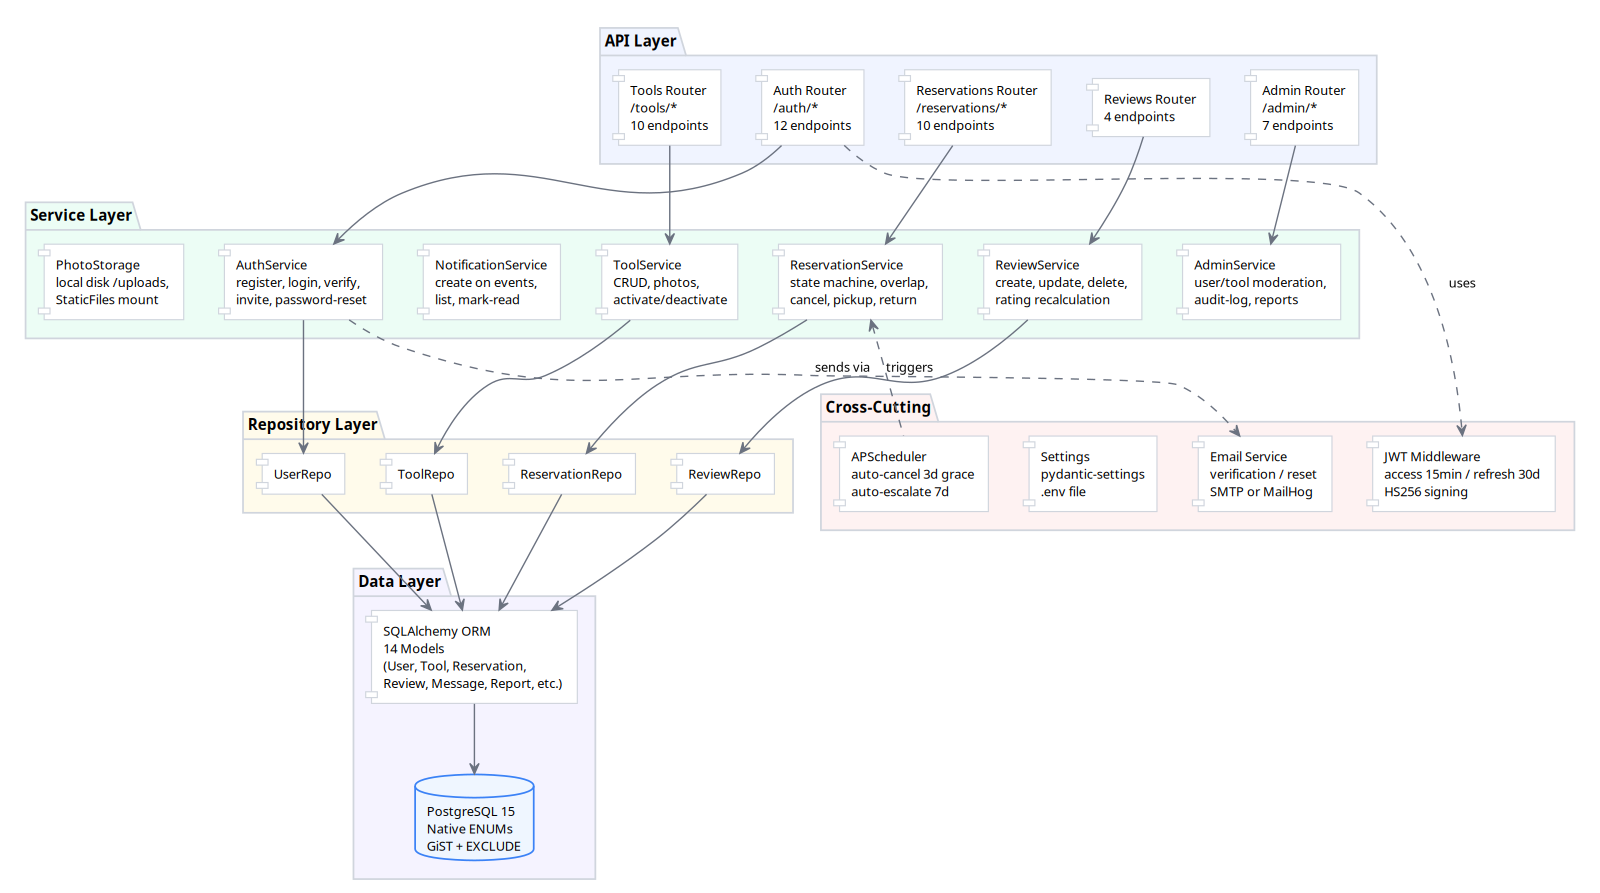 API Layer
Tools Router
/tools/*
10 endpoints
Auth Router
/auth/*
12 endpoints
Reservations Router
/reservations/*
10 endpoints
Reviews Router
4 endpoints
Admin Router
/admin/*
7 endpoints
Service Layer
PhotoStorage
local disk /uploads,
StaticFiles mount
AuthService
register, login, verify,
invite, password-reset
NotificationService
create on events,
list, mark-read
ToolService
CRUD, photos,
activate/deactivate
ReservationService
state machine, overlap,
cancel, pickup, return
ReviewService
create, update, delete,
rating recalculation
AdminService
user/tool moderation,
audit-log, reports
uses
sends via
triggers
Repository Layer
UserRepo
ToolRepo
ReservationRepo
ReviewRepo
Cross-Cutting
APScheduler
auto-cancel 3d grace
auto-escalate 7d
Settings
pydantic-settings
.env file
Email Service
verification / reset
SMTP or MailHog
JWT Middleware
access 15min / refresh 30d
HS256 signing
Data Layer
SQLAlchemy ORM
14 Models
(User, Tool, Reservation,
Review, Message, Report, etc.)
PostgreSQL 15
Native ENUMs
GiST + EXCLUDE